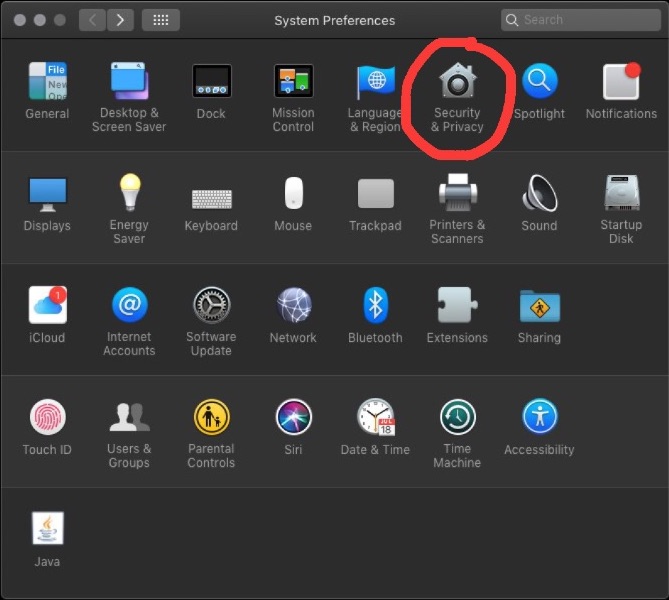 System Preferences
Search
File
New
Ope
General
Desktop &
Screen Saver
Dock
Mission
Control
Language
& Region
Security
& Privacy
Spotlight
Notifications
Displays
Energy
Saver
Keyboard
Mouse
Trackpad
Printers &
Scanners
Sound
Startup
Disk
1
iCloud
@
Internet
Accounts
Software
Update
Network
Bluetooth
Extensions
Sharing
Touch ID
Users &
Groups
Parental
Controls
Siri
JUL
18
Date & Time
Time
Machine
Accessibility
Java